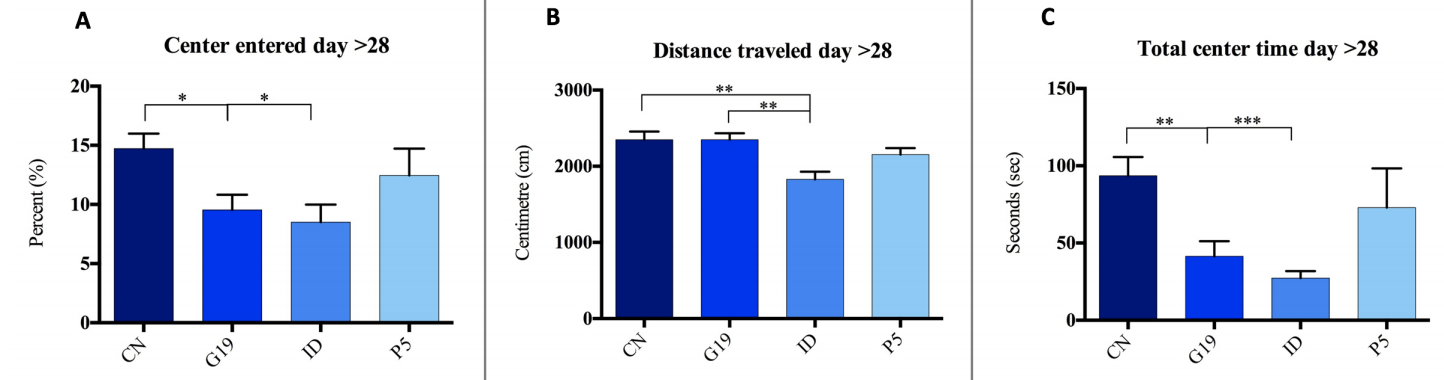 A
Center entered day >28
* *
Percent (%)
20
15
10
5
0
CN G19 ID P5
B
Distance traveled day >28
**
**
Centimetre (cm)
3000
2000
1000
0
CN G19 ID P5
C
Total center time day >28
** ***
Seconds (sec)
150
100
50
0
CN G19 ID P5